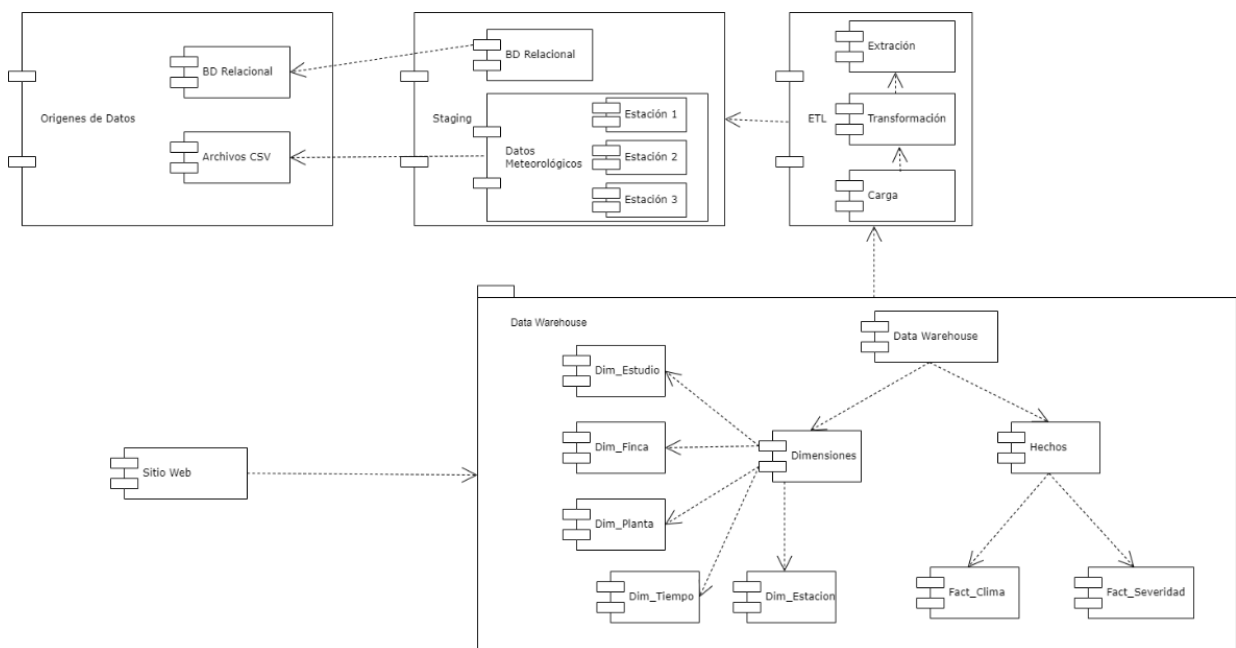 Origenes de Datos
BD Relacional
Archivos CSV
Staging
BD Relacional
Datos
Meteorológicos
Estación 1
Estación 2
Estación 3
ETL
Extración
Transformación
Carga
Sitio Web
Data Warehouse
Data Warehouse
Dim_Estudio
Dim_Finca
Dim_Planta
Dim_Tiempo
Dim_Estacion
Dimensiones
Hechos
Fact_Clima
Fact_Severidad